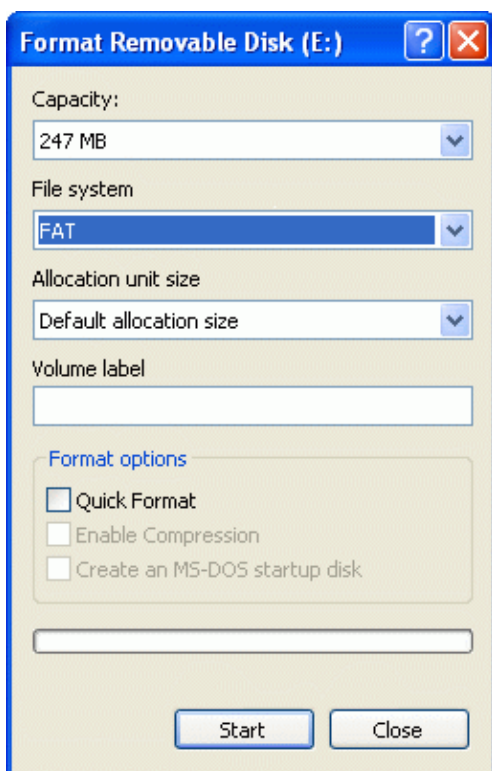 Format Removable Disk (E:)
Capacity:
247 MB
File system
FAT
Allocation unit size
Default allocation size
Volume label
Format options
Quick Format
Enable Compression
Create an MS-DOS startup disk
Start Close